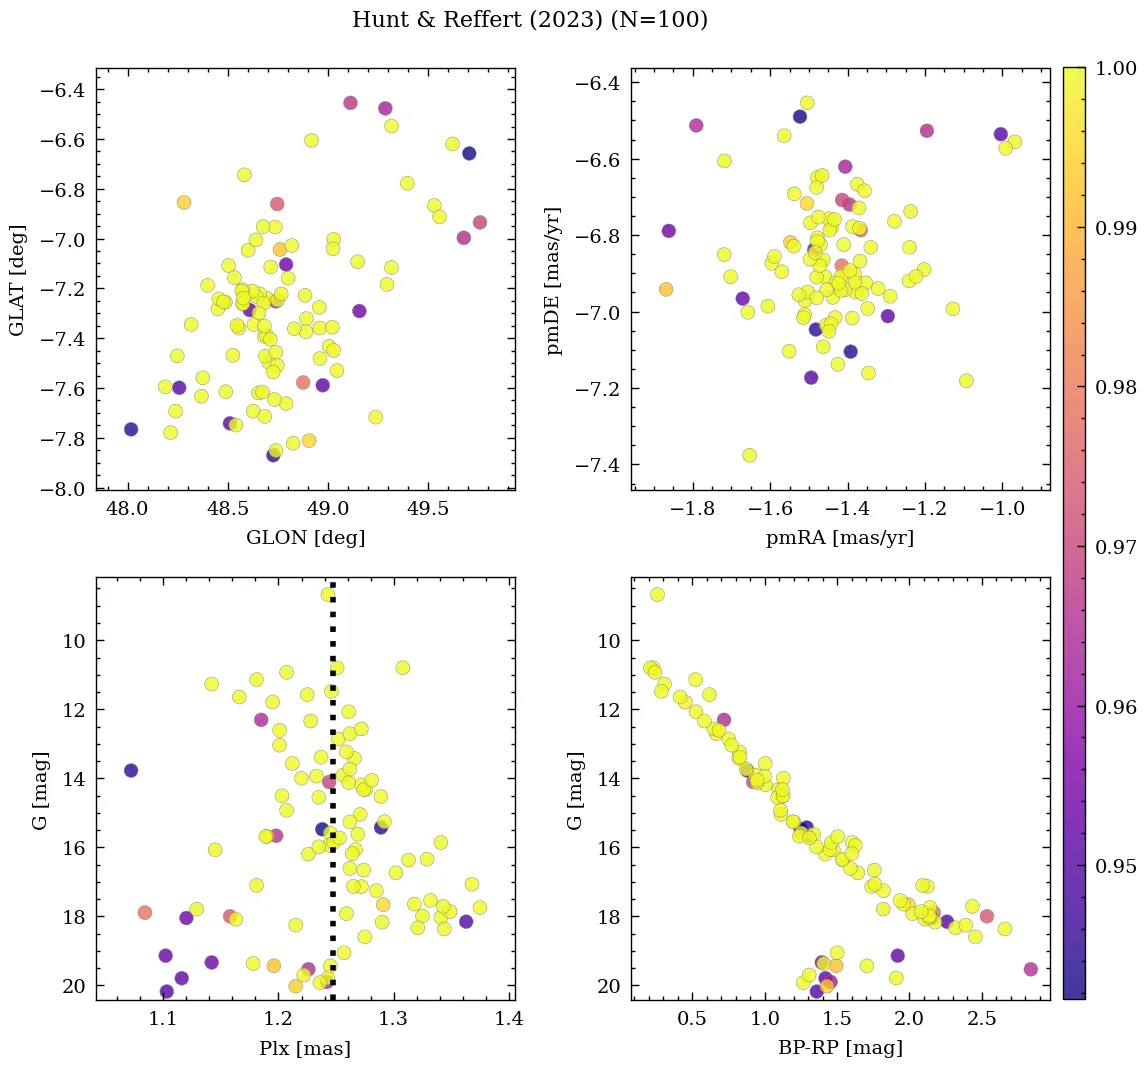 Hunt & Reffert (2023) (N=100)
−6.4
−6.6
−6.8
−7.0
−7.2
−7.4
−7.6
−7.8
−8.0
GLAT [deg]
48.0 48.5 49.0 49.5
GLON [deg]
−6.4
−6.6
−6.8
−7.0
−7.2
−7.4
pmDE [mas/yr]
−1.8 −1.6 −1.4 −1.2 −1.0
pmRA [mas/yr]
1.00
0.99
0.98
0.97
0.96
0.95
10
12
14
16
18
20
G [mag]
1.1 1.2 1.3 1.4
Plx [mas]
10
12
14
16
18
20
G [mag]
0.5 1.0 1.5 2.0 2.5
BP-RP [mag]